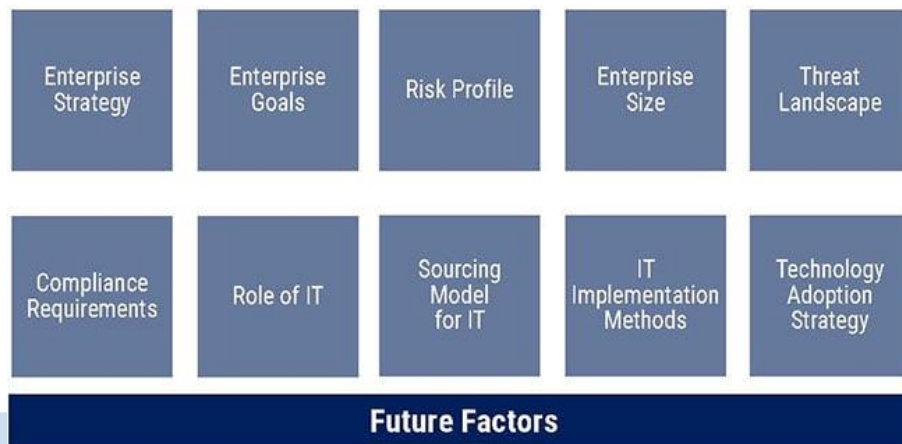 Enterprise
Strategy
Enterprise
Goals
Risk Profile
Enterprise
Size
Threat
Landscape
Compliance
Requirements
Role of IT
Sourcing
Model
for IT
IT
Implementation
Methods
Technology
Adoption
Strategy
Future Factors